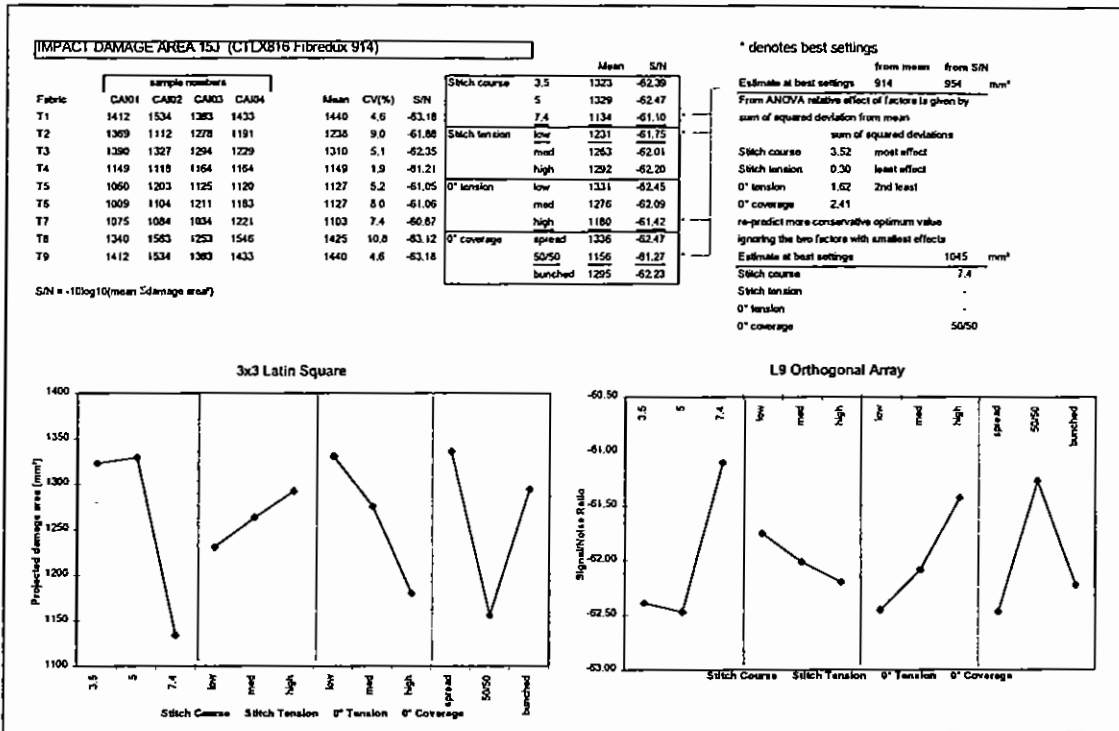 IMPACT DAMAGE AREA 15J (CTLX816 Fibredux 914)
sample numbers
Fabric CAI01 CAI02 CAI03 CAI04 Mean CV(%) S/N
T1 1412 1534 1383 1433 1440 4,6 -63.18
T2 1369 1112 1278 1191 1238 9,0 -61.88
T3 1390 1327 1294 1229 1310 5,1 -62.35
T4 1149 1118 1164 1164 1149 1,9 -61.21
T5 1060 1203 1125 1120 1127 5,2 -61.05
T6 1009 1104 1211 1183 1127 8,0 -61.06
T7 1075 1084 1034 1221 1103 7.4 -60.87
T8 1340 1563 1253 1546 1425 10,8 -63.12
T9 1412 1534 1383 1433 1440 4,6 -63.18
S/N = -10log10(mean Σdamage area²)
Mean S/N
Stitch course 3,5 1323 -62.39
5 1329 -62.47
7.4 1134 -61.10 *
Stitch tension low 1231 -61,75 *
med 1263 -62.01
high 1292 -62.20
0° tension low 1331 -62.45
med 1276 -62.09
high 1180 -61.42 *
0° coverage spread 1336 -62.47
50/50 1156 -61.27 *
bunched 1295 -62.23
* denotes best settings
from mean from S/N
Estimate at best settings 914 954 mm²
From ANOVA relative effect of factors is given by
sum of squared deviation from mean
sum of squared deviations
Stitch course 3.52 most effect
Stitch tension 0.30 least effect
0° tension 1,62 2nd least
0° coverage 2.41
re-predict more conservative optimum value
ignoring the two factors with smallest effects
Estimate at best settings 1045 mm²
Stitch course 7.4
Stitch tension -
0° tension -
0° coverage 50/50
3x3 Latin Square
Projected damage area (mm²)
1400
1350
1300
1250
1200
1150
1100
3.5 5 7.4 low med high low med high spread 50/50 bunched
Stitch Course Stitch Tension 0° Tension 0° Coverage
L9 Orthogonal Array
Signal/Noise Ratio
-60.50
-61.00
-61.50
-62.00
-62.50
-63.00
3.5 5 7.4 low med high low med high spread 50/50 bunched
Stitch Course Stitch Tension 0° Tension 0° Coverage